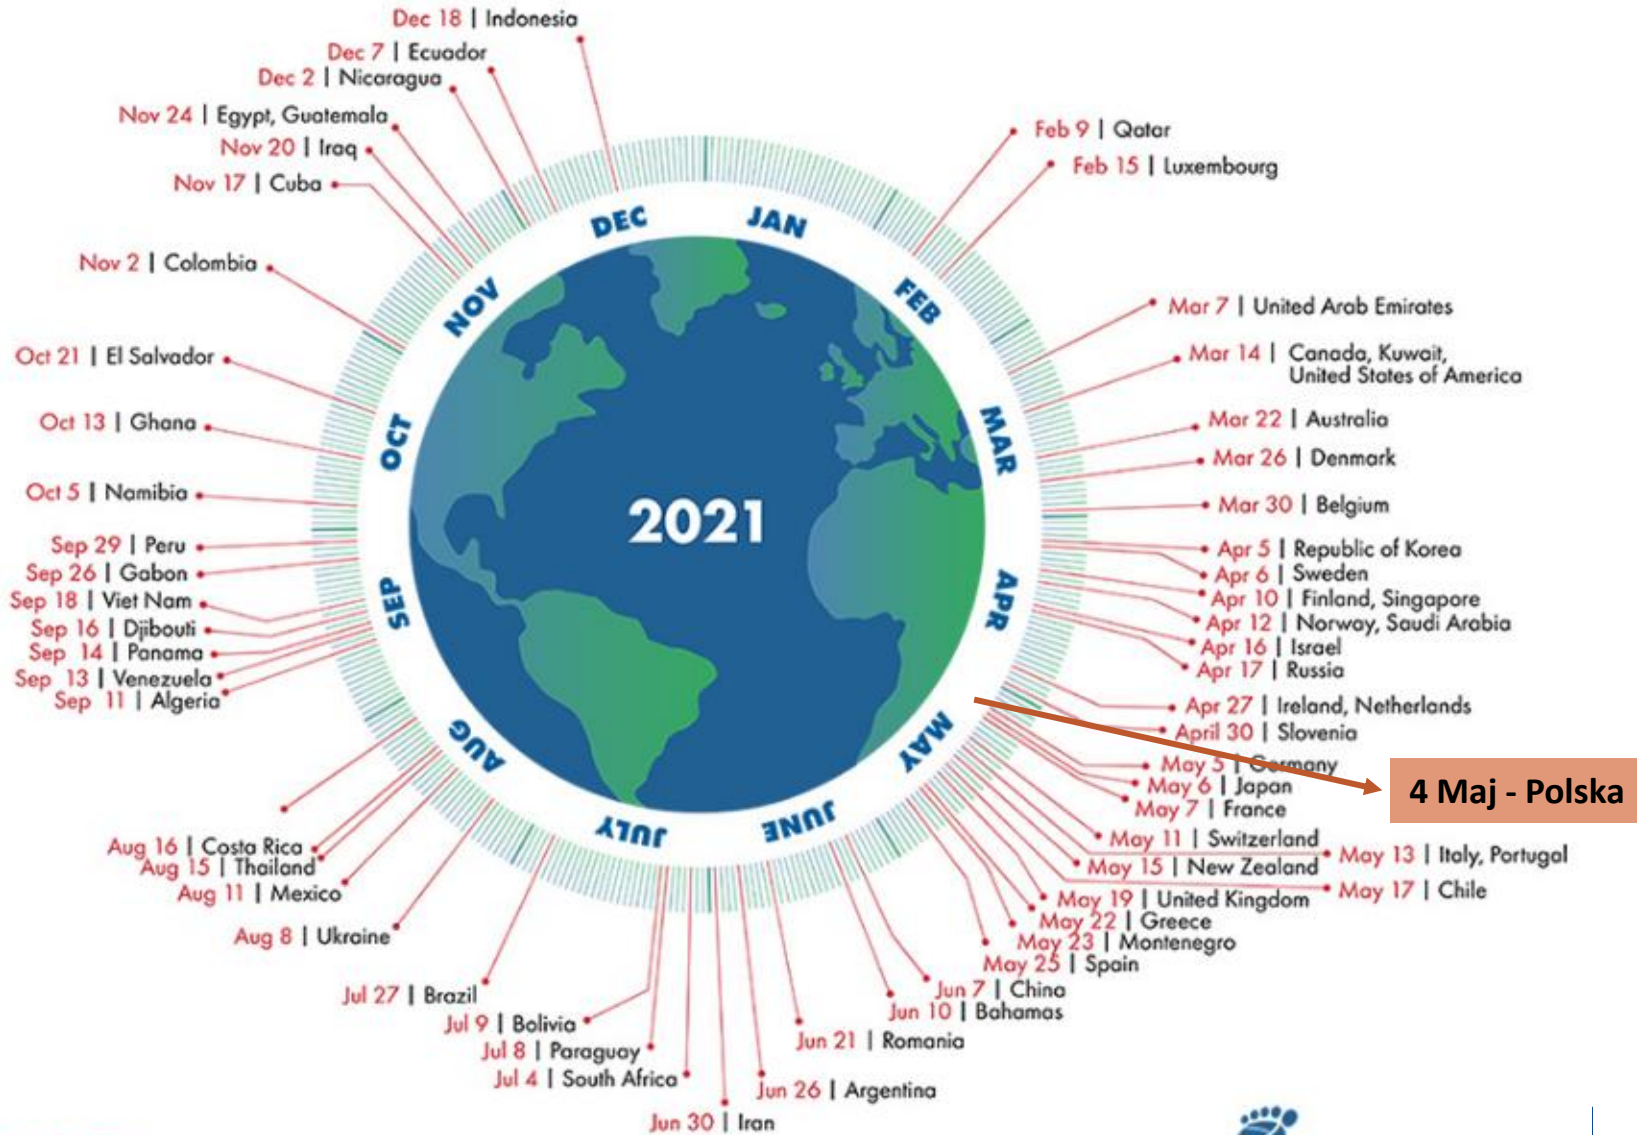 Dec 18 | Indonesia
Dec 7 | Ecuador
Dec 2 | Nicaragua
Nov 24 | Egypt, Guatemala
Nov 20 | Iraq
Nov 17 | Cuba
Nov 2 | Colombia
Oct 21 | El Salvador
Oct 13 | Ghana
Oct 5 | Namibia
Sep 29 | Peru
Sep 26 | Gabon
Sep 18 | Viet Nam
Sep 16 | Djibouti
Sep 14 | Panama
Sep 13 | Venezuela
Sep 11 | Algeria
Aug 16 | Costa Rica
Aug 15 | Thailand
Aug 11 | Mexico
Aug 8 | Ukraine
Jul 27 | Brazil
Jul 9 | Bolivia
Jul 8 | Paraguay
Jul 4 | South Africa
Jun 30 | Iran
Feb 9 | Qatar
Feb 15 | Luxembourg
Mar 7 | United Arab Emirates
Mar 14 | Canada, Kuwait,
United States of America
Mar 22 | Australia
Mar 26 | Denmark
Mar 30 | Belgium
Apr 5 | Republic of Korea
Apr 6 | Sweden
Apr 10 | Finland, Singapore
Apr 12 | Norway, Saudi Arabia
Apr 16 | Israel
Apr 17 | Russia
Apr 27 | Ireland, Netherlands
April 30 | Slovenia
May 5 | Germany
May 6 | Japan
May 7 | France
4 Maj - Polska
May 11 | Switzerland
May 13 | Italy, Portugal
May 15 | New Zealand
May 17 | Chile
May 19 | United Kingdom
May 22 | Greece
May 23 | Montenegro
May 25 | Spain
Jun 7 | China
Jun 10 | Bahamas
Jun 21 | Romania
Jun 26 | Argentina
JAN
FEB
MAR
APR
MAY
JUNE
JULY
AUG
SEP
OCT
NOV
DEC
2021